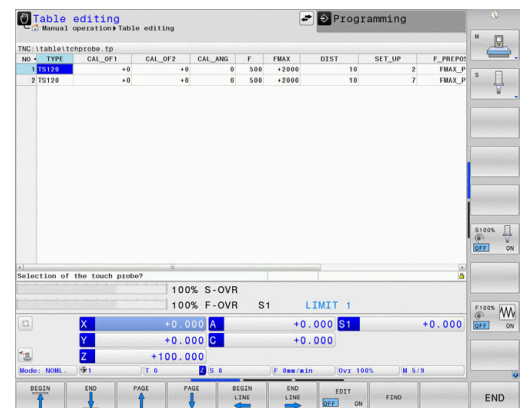 Table editing
Programming
Manual operation Table editing
TNC:\table\tchprobe.tp
NO TYPE CAL_OF1 CAL_OF2 CAL_ANG F FMAX DIST SET_UP F_PREPOS
1 TS120 +0 +0 0 500 +2000 10 2 FMAX_P
2 TS120 +0 +0 0 500 +2000 10 7 FMAX_P
Selection of the touch probe?
100% S-OVR
100% F-OVR S1 LIMIT 1
X +0.000 A +0.000 S1 +0.000
Y +0.000 C +0.000
Z +100.000
Mode: NOML. 1 T 0 Z S 0 F 0mm/min Ovr 100% M 5/9
BEGIN END PAGE PAGE BEGIN LINE END LINE EDIT OFF ON FIND END
M
S
S100%
OFF ON
F100%
OFF ON